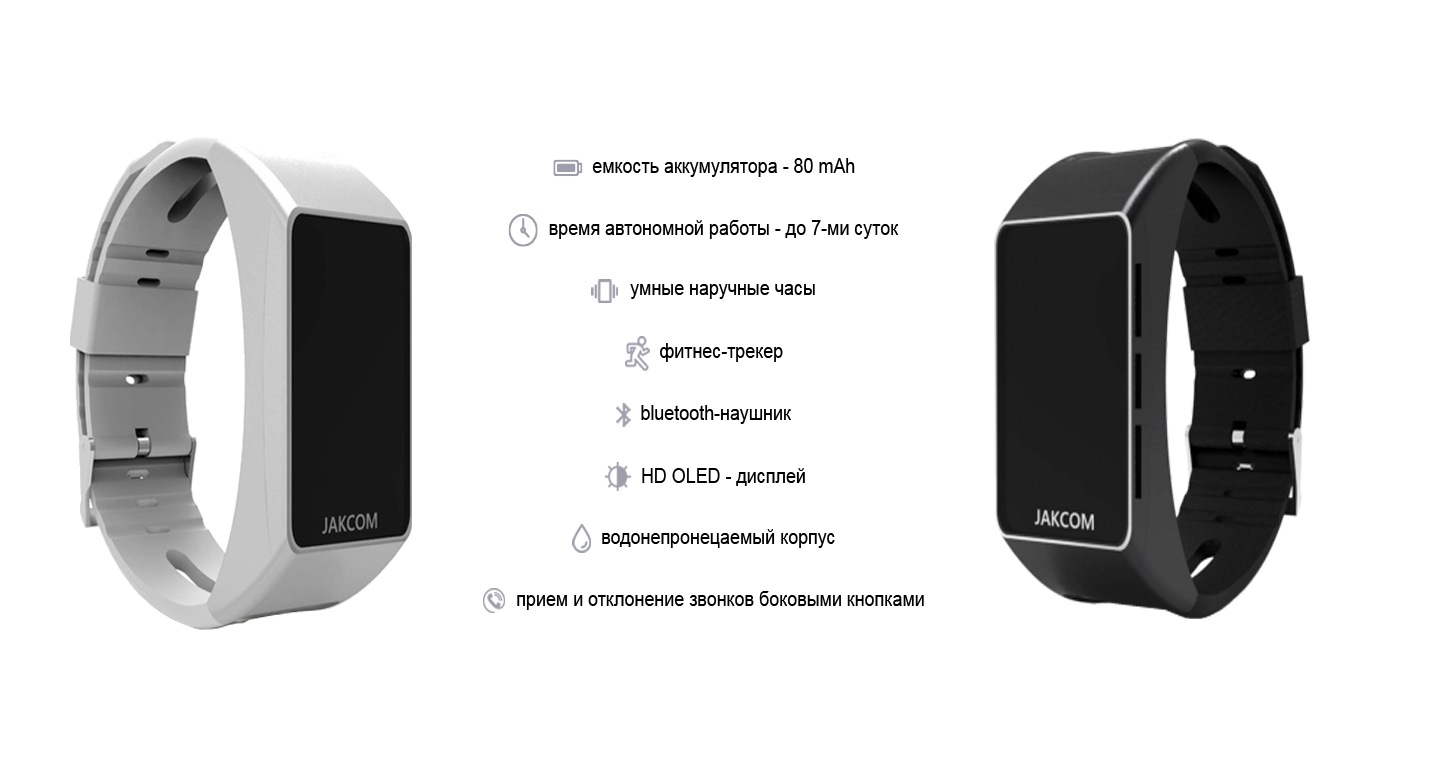 емкость аккумулятора - 80 mAh
время автономной работы - до 7-ми суток
умные наручные часы
фитнес-трекер
bluetooth-наушник
HD OLED - дисплей
водонепронецаемый корпус
прием и отклонение звонков боковыми кнопками
JAKCOM
JAKCOM